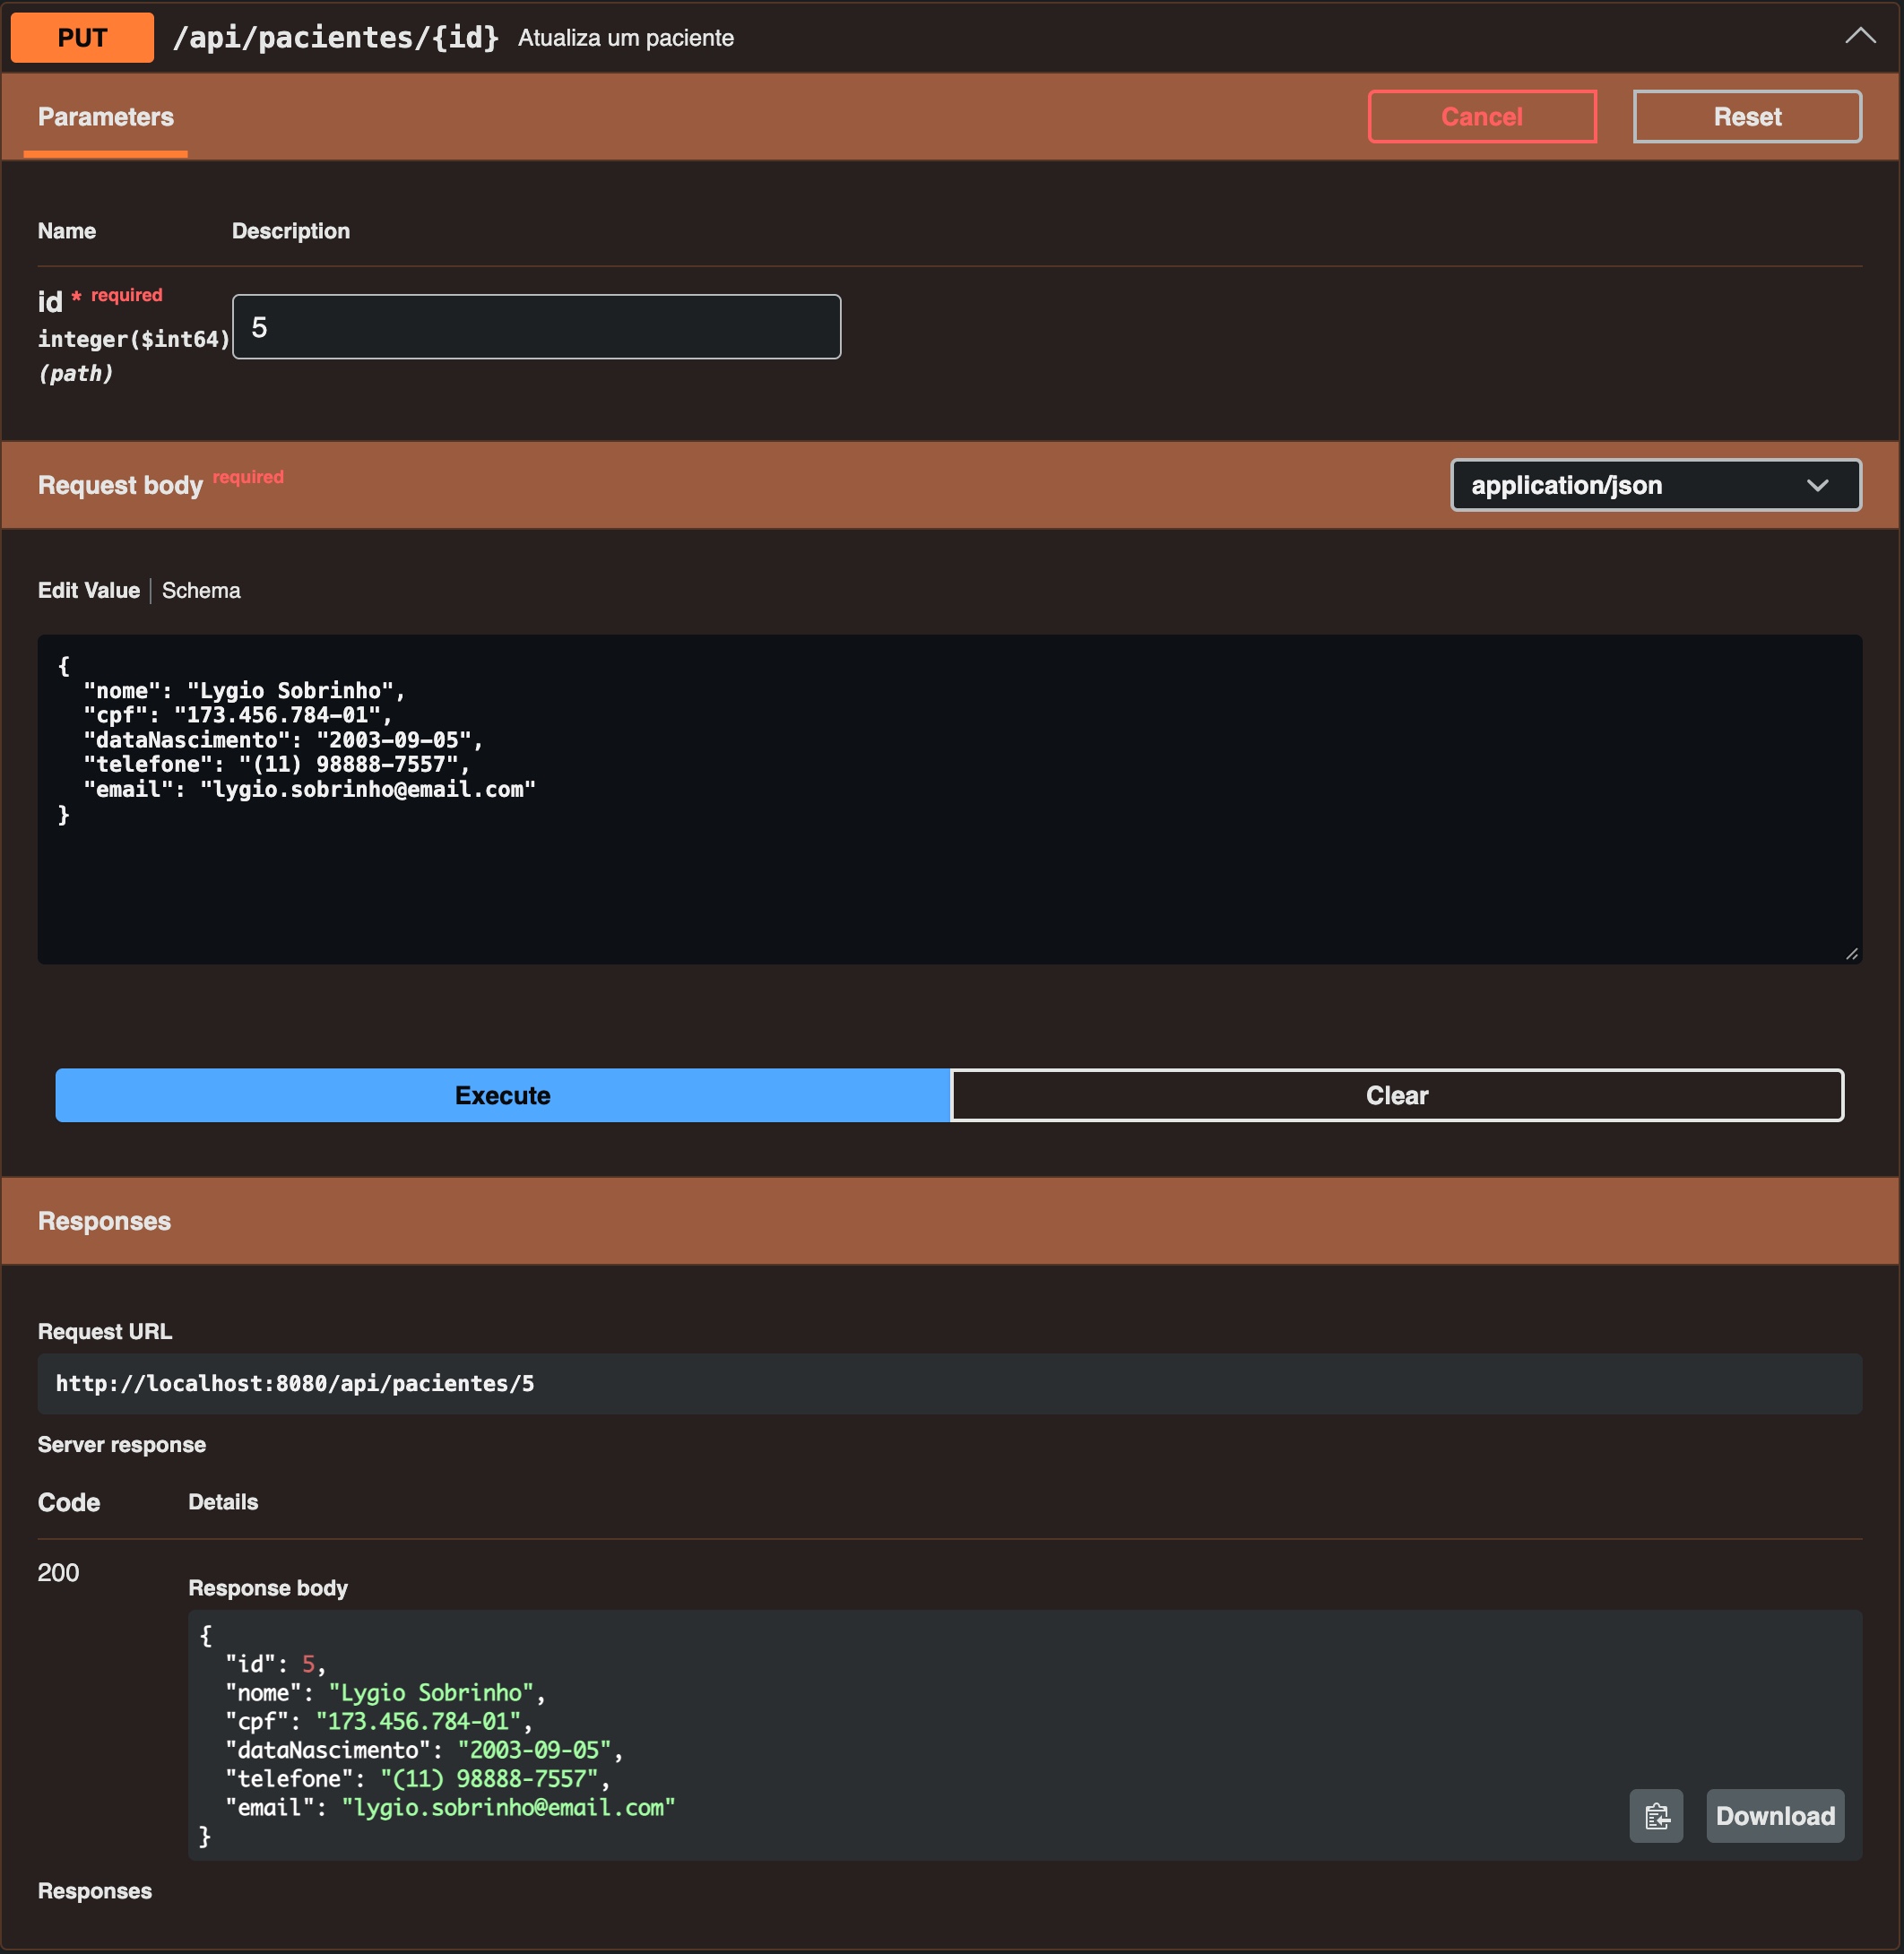 PUT /api/pacientes/{id} Atualiza um paciente
Parameters
Cancel
Reset
Name Description
id * required
integer($int64)
(path)
5
Request body required
application/json
Edit Value | Schema
{
  "nome": "Lygio Sobrinho",
  "cpf": "173.456.784-01",
  "dataNascimento": "2003-09-05",
  "telefone": "(11) 98888-7557",
  "email": "lygio.sobrinho@email.com"
}
Execute
Clear
Responses
Request URL
http://localhost:8080/api/pacientes/5
Server response
Code Details
200
Response body
{
  "id": 5,
  "nome": "Lygio Sobrinho",
  "cpf": "173.456.784-01",
  "dataNascimento": "2003-09-05",
  "telefone": "(11) 98888-7557",
  "email": "lygio.sobrinho@email.com"
}
Download
Responses